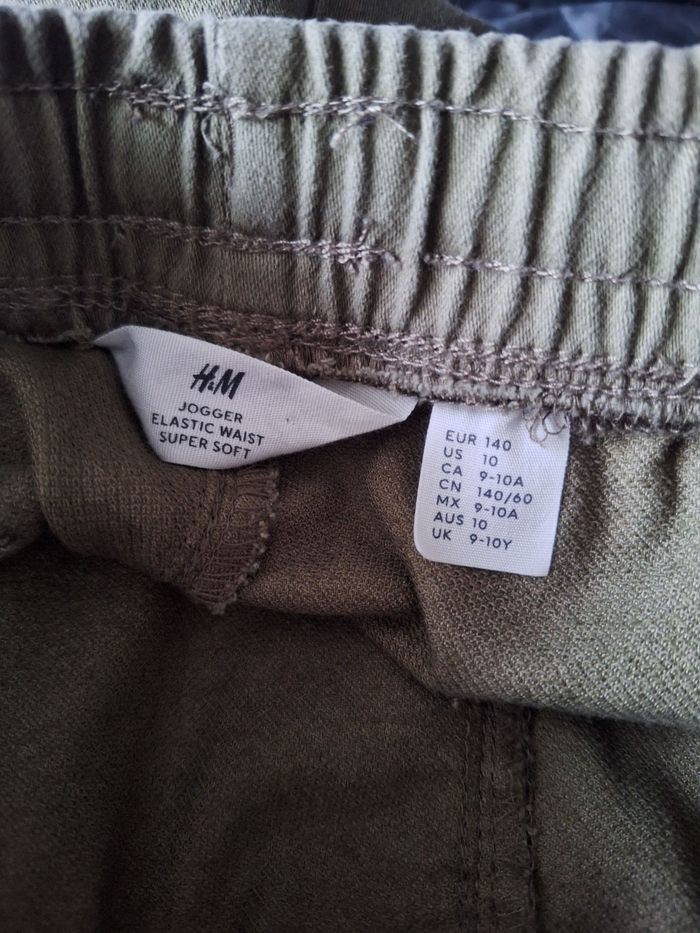 H&M
JOGGER
ELASTIC WAIST
SUPER SOFT
EUR 140
US 10
CA 9-10A
CN 140/60
MX 9-10A
AUS 10
UK 9-10Y